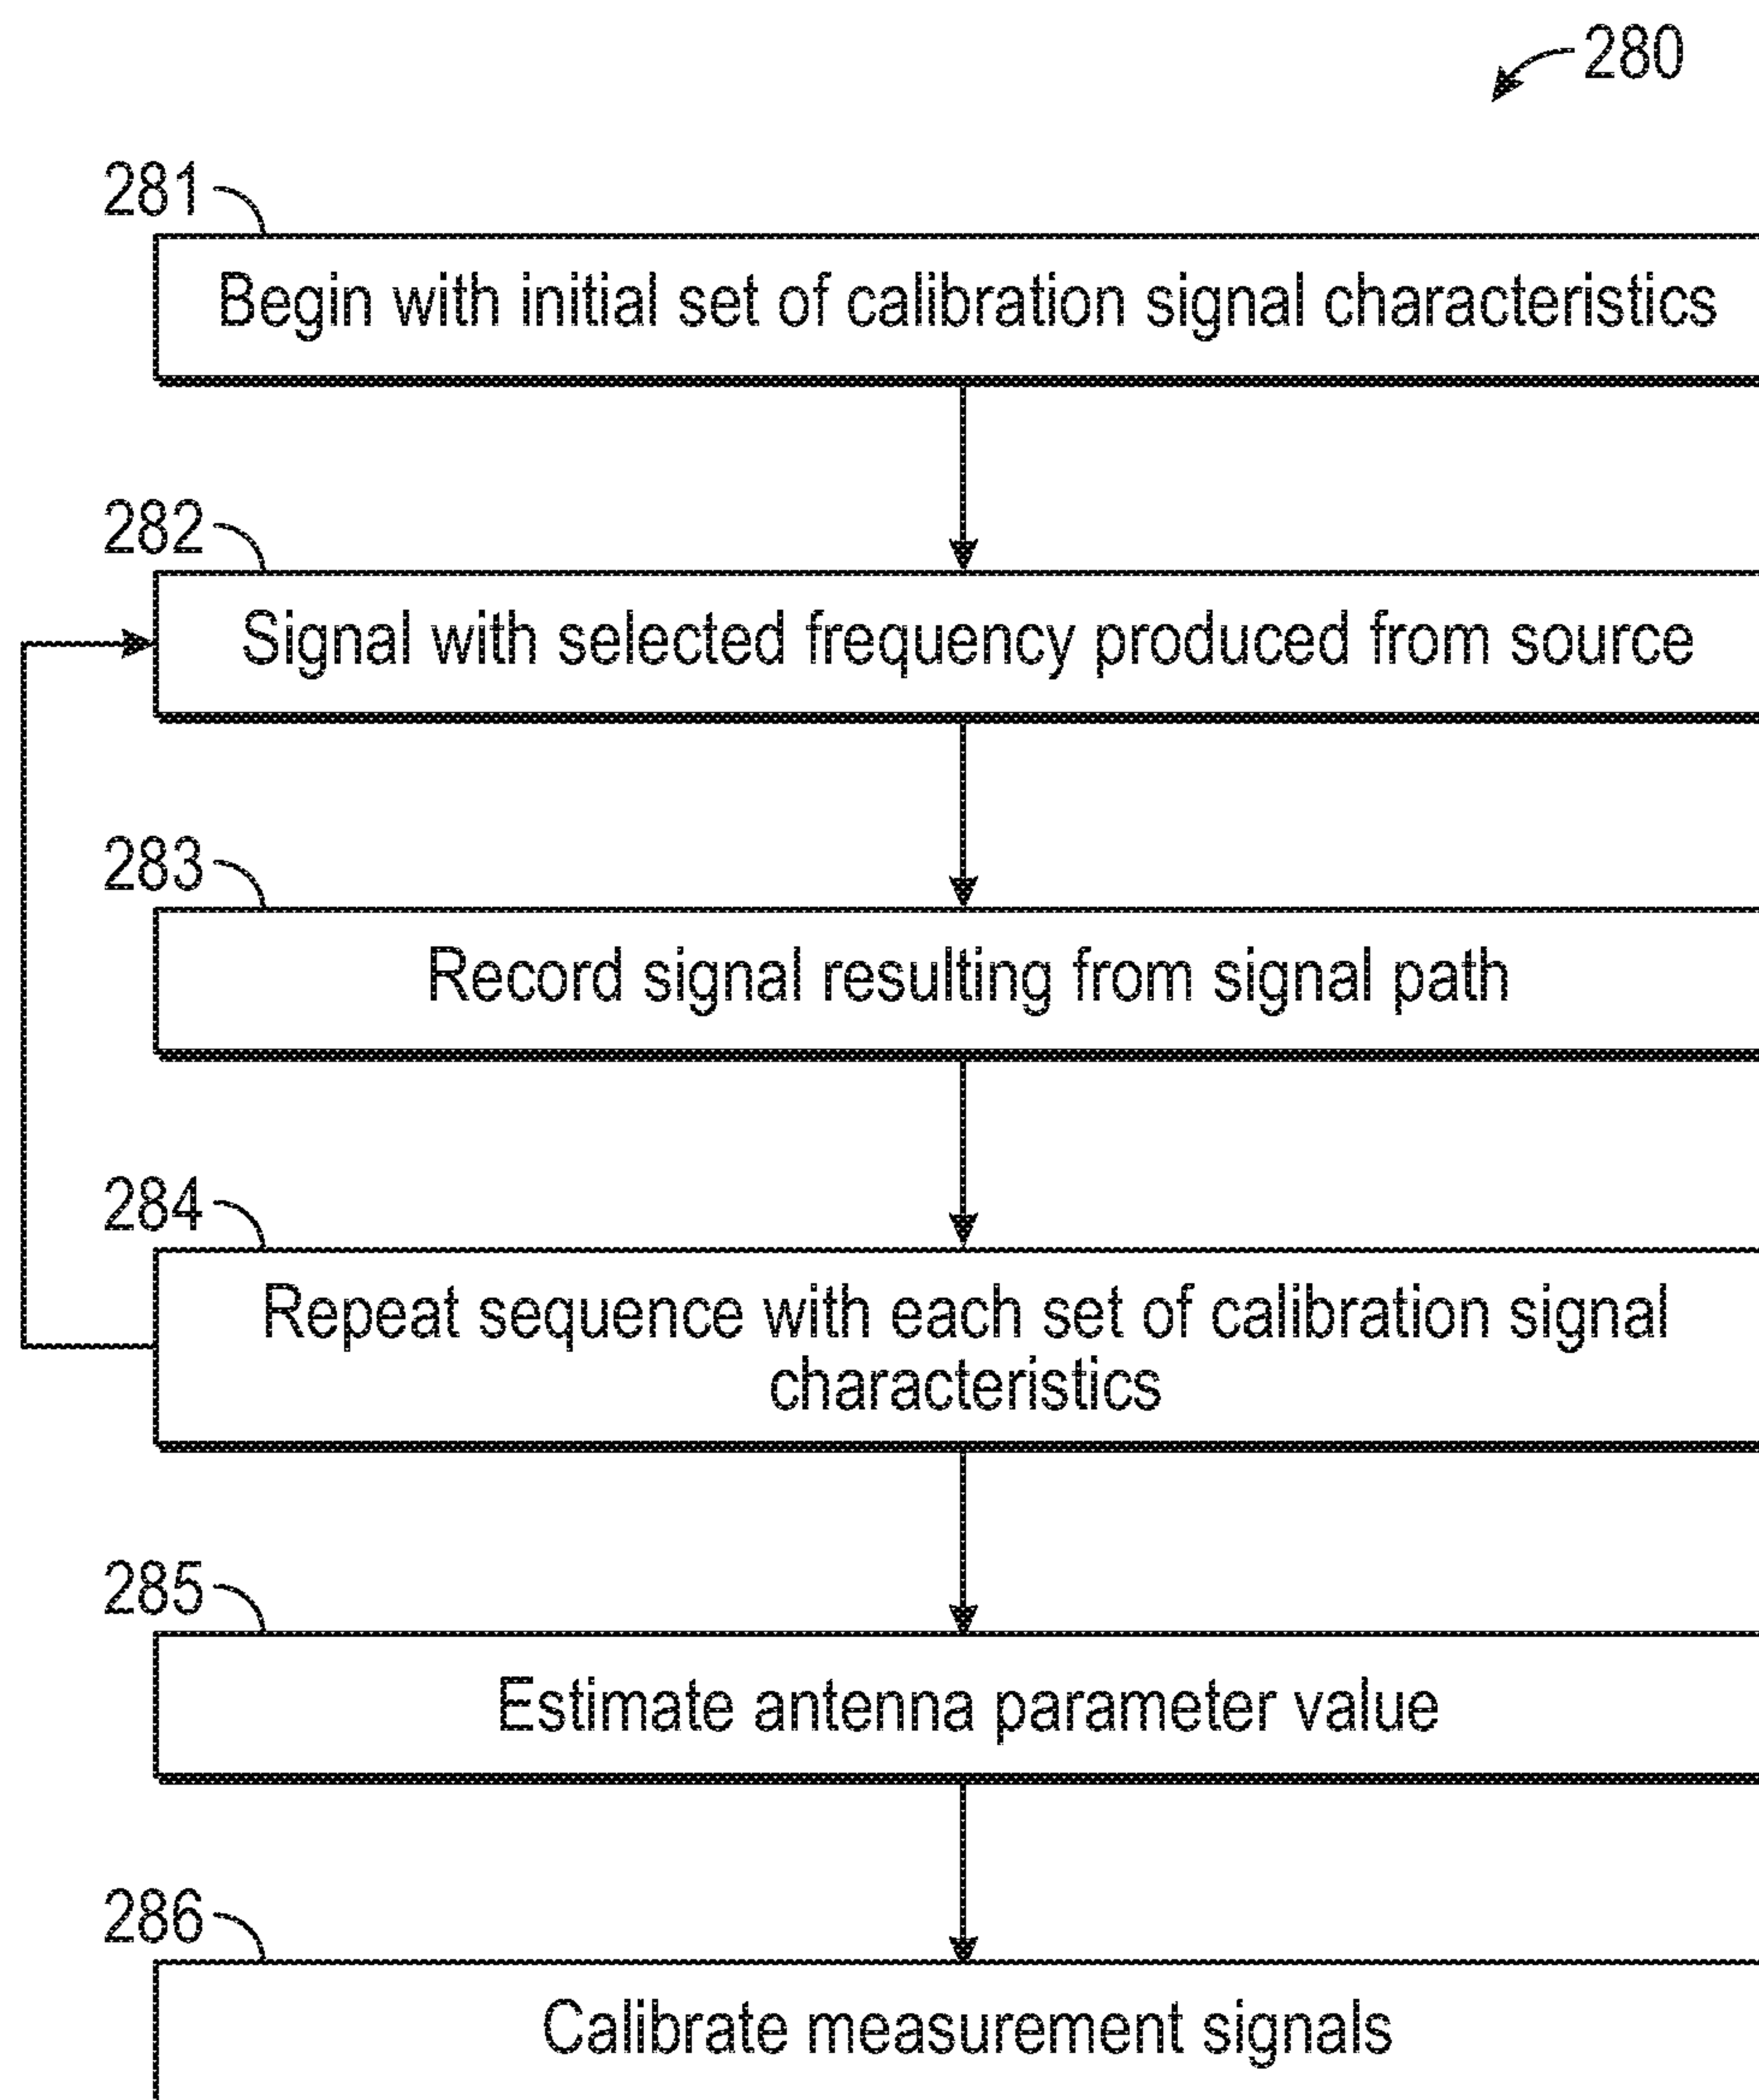 280
281
Begin with initial set of calibration signal characteristics
282
Signal with selected frequency produced from source
283
Record signal resulting from signal path
284
Repeat sequence with each set of calibration signal
characteristics
285
Estimate antenna parameter value
286
Calibrate measurement signals